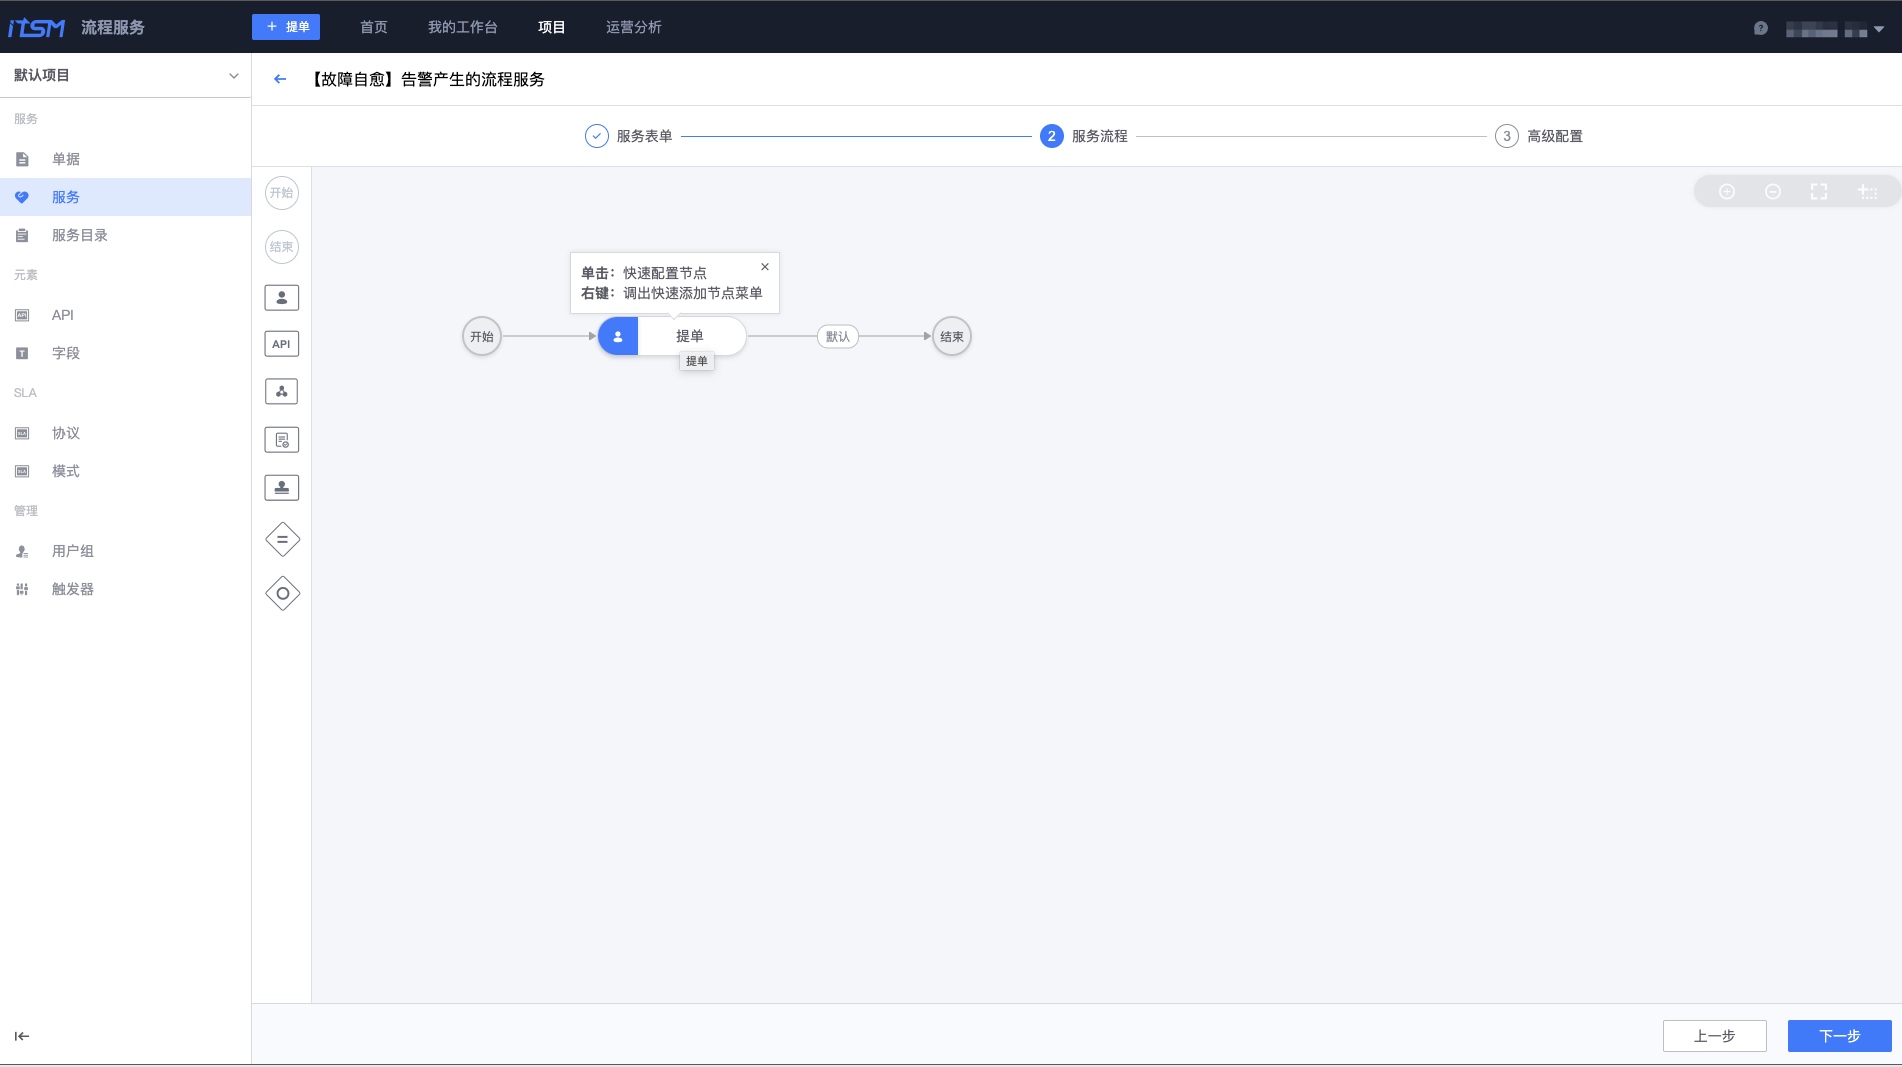 iTSM 流程服务
+ 提单
首页
我的工作台
项目
运营分析
默认项目
服务
单据
服务
服务目录
元素
API
字段
SLA
协议
模式
管理
用户组
触发器
【故障自愈】告警产生的流程服务
服务表单
2 服务流程
3 高级配置
开始
结束
API
单击：快速配置节点
右键：调出快速添加节点菜单
开始
提单
默认
结束
提单
上一步
下一步